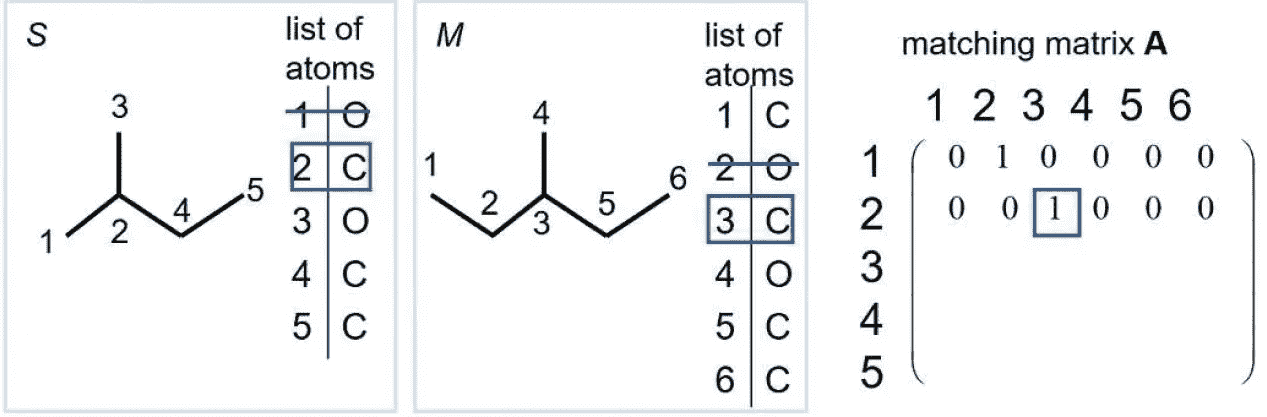 S
list of
atoms
3
1 2 4 5
1 O
2 C
3 O
4 C
5 C
M
list of
atoms
4
1 2 3 5 6
1 C
2 O
3 C
4 O
5 C
6 C
matching matrix A
1 2 3 4 5 6
1 0 1 0 0 0 0
2 0 0 1 0 0 0
3
4
5